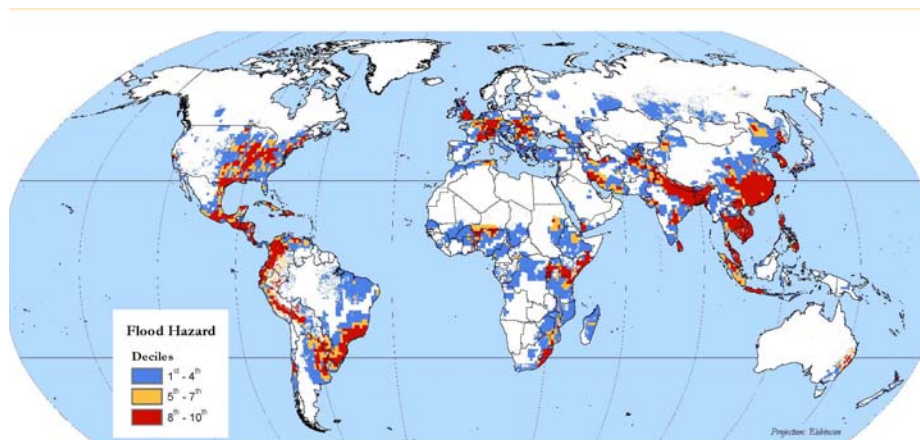 Flood Hazard
Deciles
1st - 4th
5th - 7th
8th - 10th
Projection: Robinson